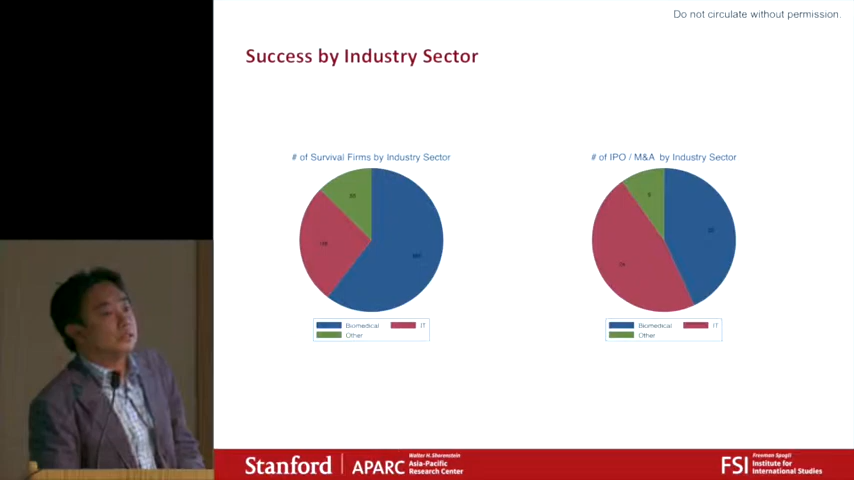 Do not circulate without permission.
Success by Industry Sector
# of Survival Firms by Industry Sector
# of IPO / M&A by Industry Sector
Biomedical
IT
Other
Biomedical
IT
Other
Stanford
APARC
Walter H. Shorenstein
Asia-Pacific
Research Center
FSI
Freeman Spogli
Institute for
International Studies